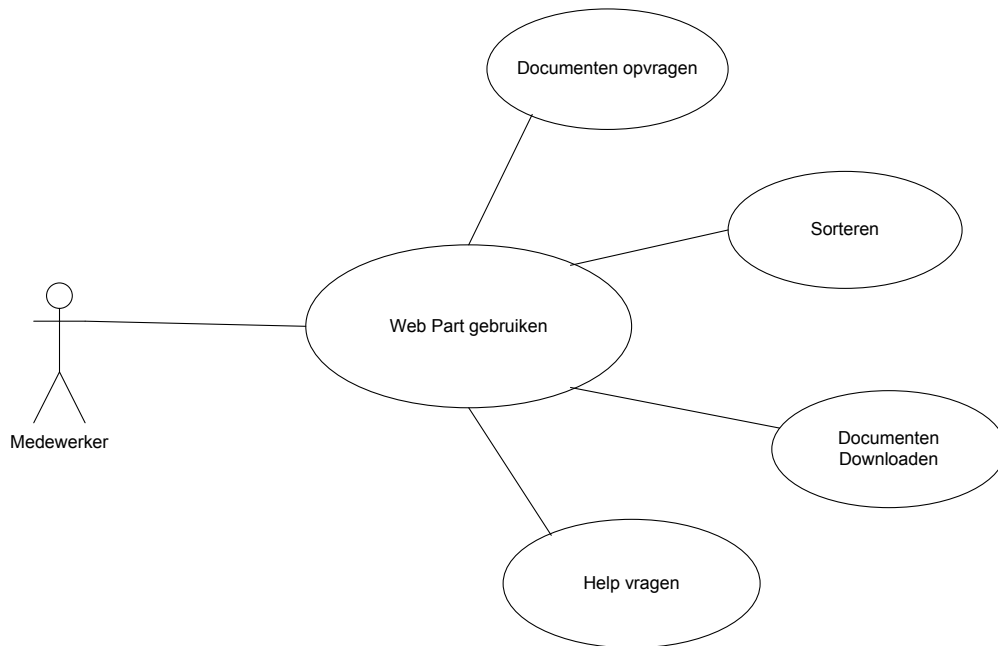 Documenten opvragen
Sorteren
Web Part gebruiken
Medewerker
Documenten
Downloaden
Help vragen